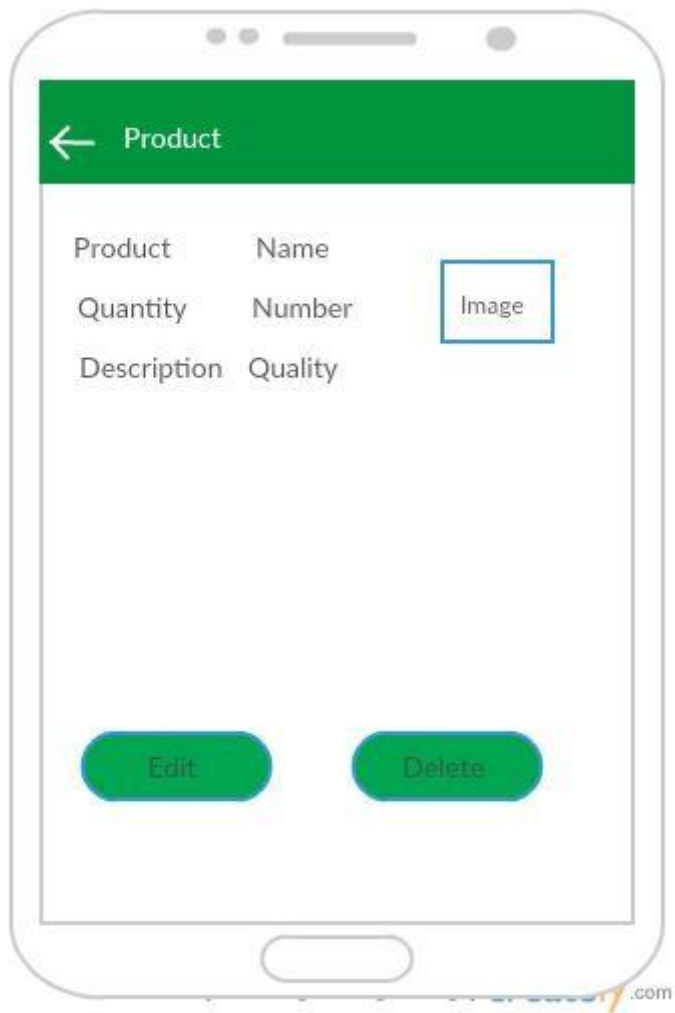 Product
Product Name
Quantity Number
Image
Description Quality
Edit Delete
.com